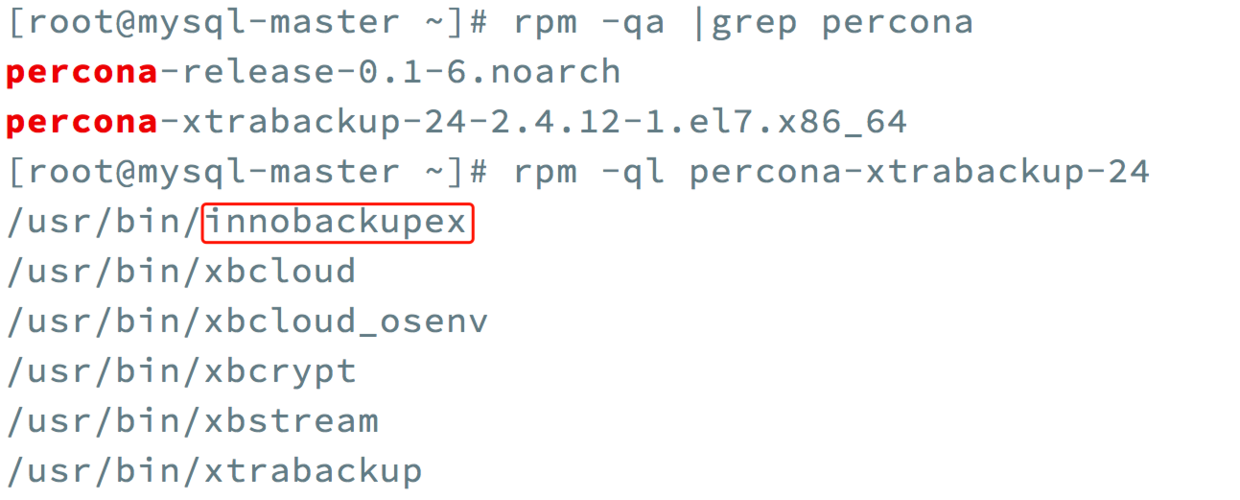 [root@mysql-master ~]# rpm -qa |grep percona
percona-release-0.1-6.noarch
percona-xtrabackup-24-2.4.12-1.el7.x86_64
[root@mysql-master ~]# rpm -ql percona-xtrabackup-24
/usr/bin/innobackupex
/usr/bin/xbcloud
/usr/bin/xbcloud_osenv
/usr/bin/xbcrypt
/usr/bin/xbstream
/usr/bin/xtrabackup